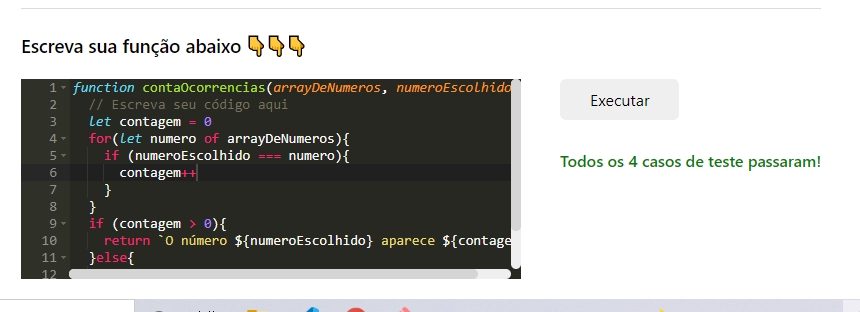 Escreva sua função abaixo 👇👇👇
1 function contaOcorrencias(arrayDeNumeros, numeroEscolhido
2 // Escreva seu código aqui
3 let contagem = 0
4 for(let numero of arrayDeNumeros){
5 if (numeroEscolhido === numero){
6 contagem++
7 }
8 }
9 if (contagem > 0){
10 return `O número ${numeroEscolhido} aparece ${contage
11 }else{
12
Executar
Todos os 4 casos de teste passaram!